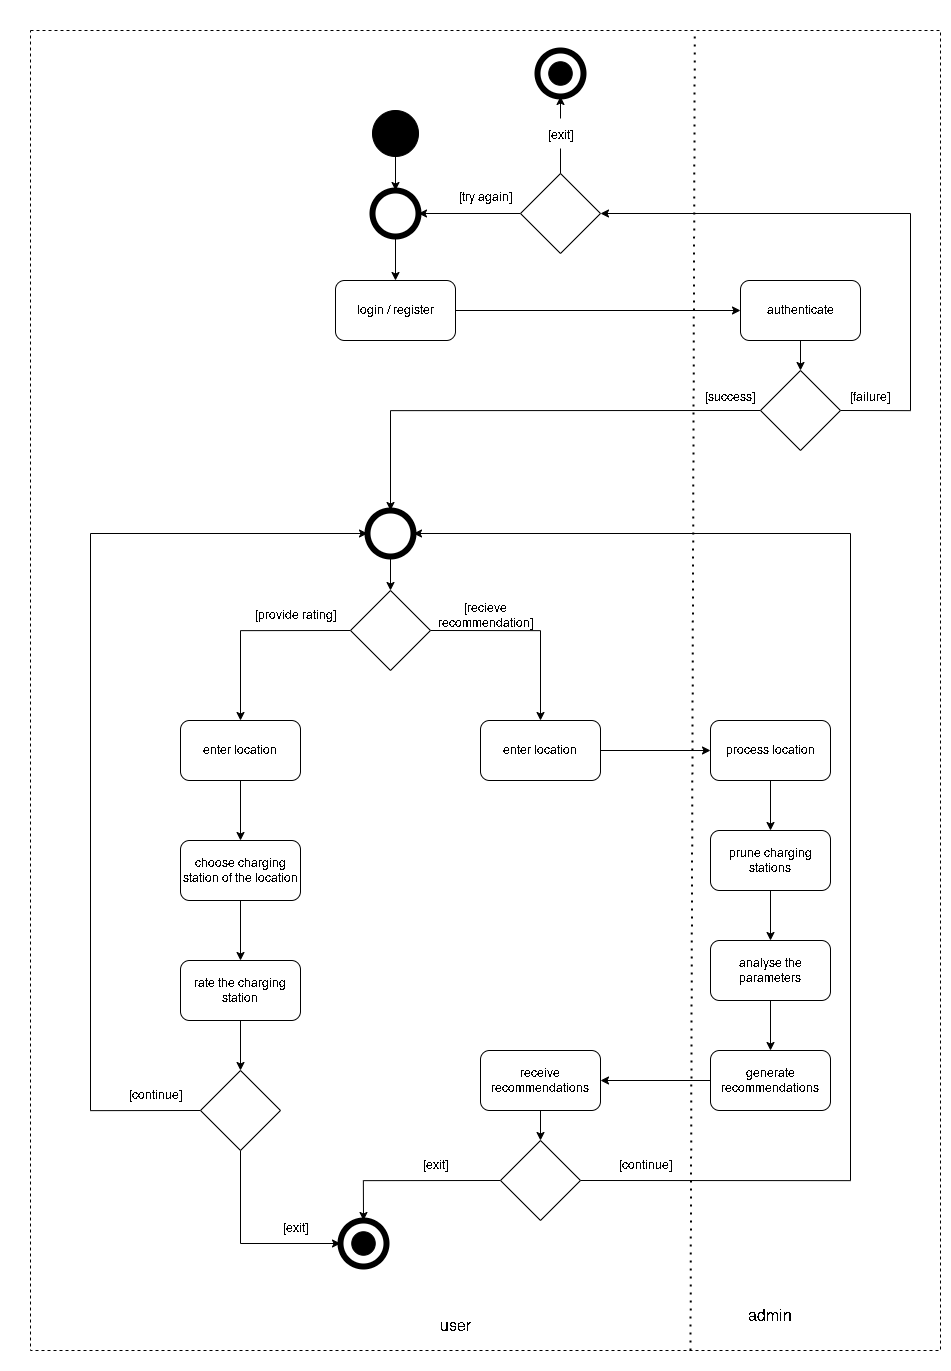 [exit]
[try again]
login / register
authenticate
[success]
[failure]
[provide rating]
[recieve
recommendation]
enter location
enter location
process location
choose charging
station of the location
prune charging
stations
rate the charging
station
analyse the
parameters
receive
recommendations
generate
recommendations
[continue]
[exit]
[continue]
[exit]
user
admin